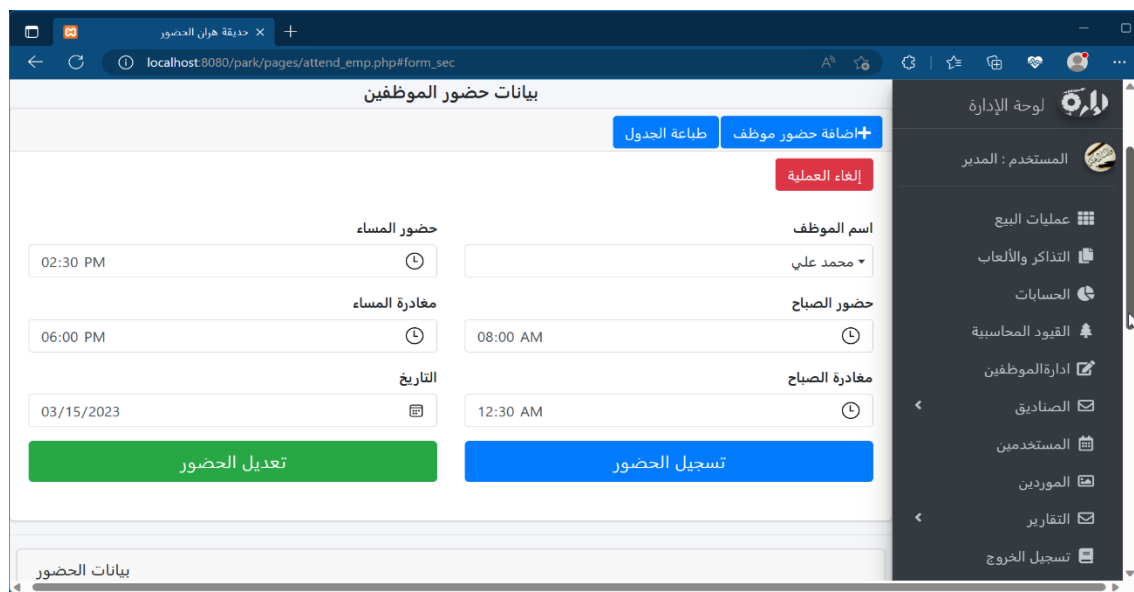 حديقة هران الحضور
localhost:8080/park/pages/attend_emp.php#form_sec
لوحة الإدارة
المستخدم : المدير
عمليات البيع
التذاكر والألعاب
الحسابات
القيود المحاسبية
ادارةالموظفين
الصناديق
المستخدمين
الموردين
التقارير
تسجيل الخروج
بيانات حضور الموظفين
+اضافة حضور موظف
طباعة الجدول
إلغاء العملية
اسم الموظف
محمد علي
حضور المساء
02:30 PM
حضور الصباح
08:00 AM
مغادرة المساء
06:00 PM
مغادرة الصباح
12:30 AM
التاريخ
03/15/2023
تسجيل الحضور
تعديل الحضور
بيانات الحضور